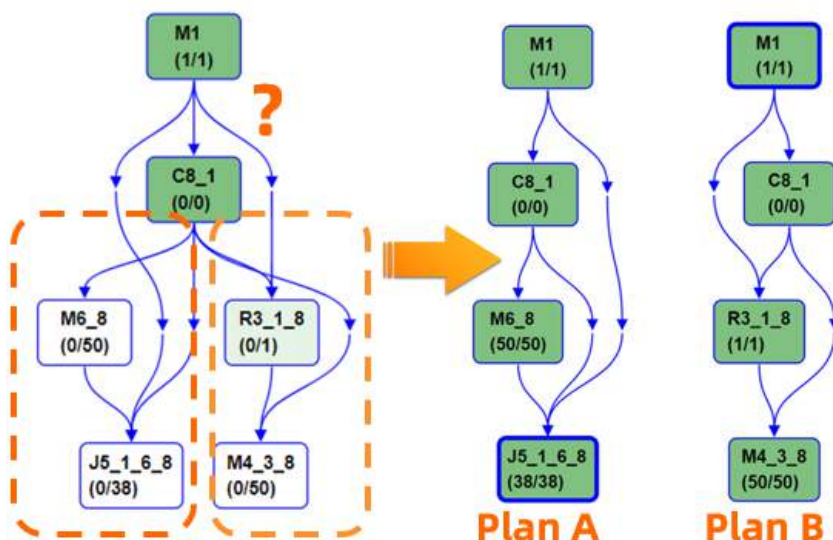 M1
(1/1)
?
C8_1
(0/0)
M6_8
(0/50)
R3_1_8
(0/1)
J5_1_6_8
(0/38)
M4_3_8
(0/50)
M1
(1/1)
C8_1
(0/0)
M6_8
(50/50)
J5_1_6_8
(38/38)
Plan A
M1
(1/1)
C8_1
(0/0)
R3_1_8
(1/1)
M4_3_8
(50/50)
Plan B